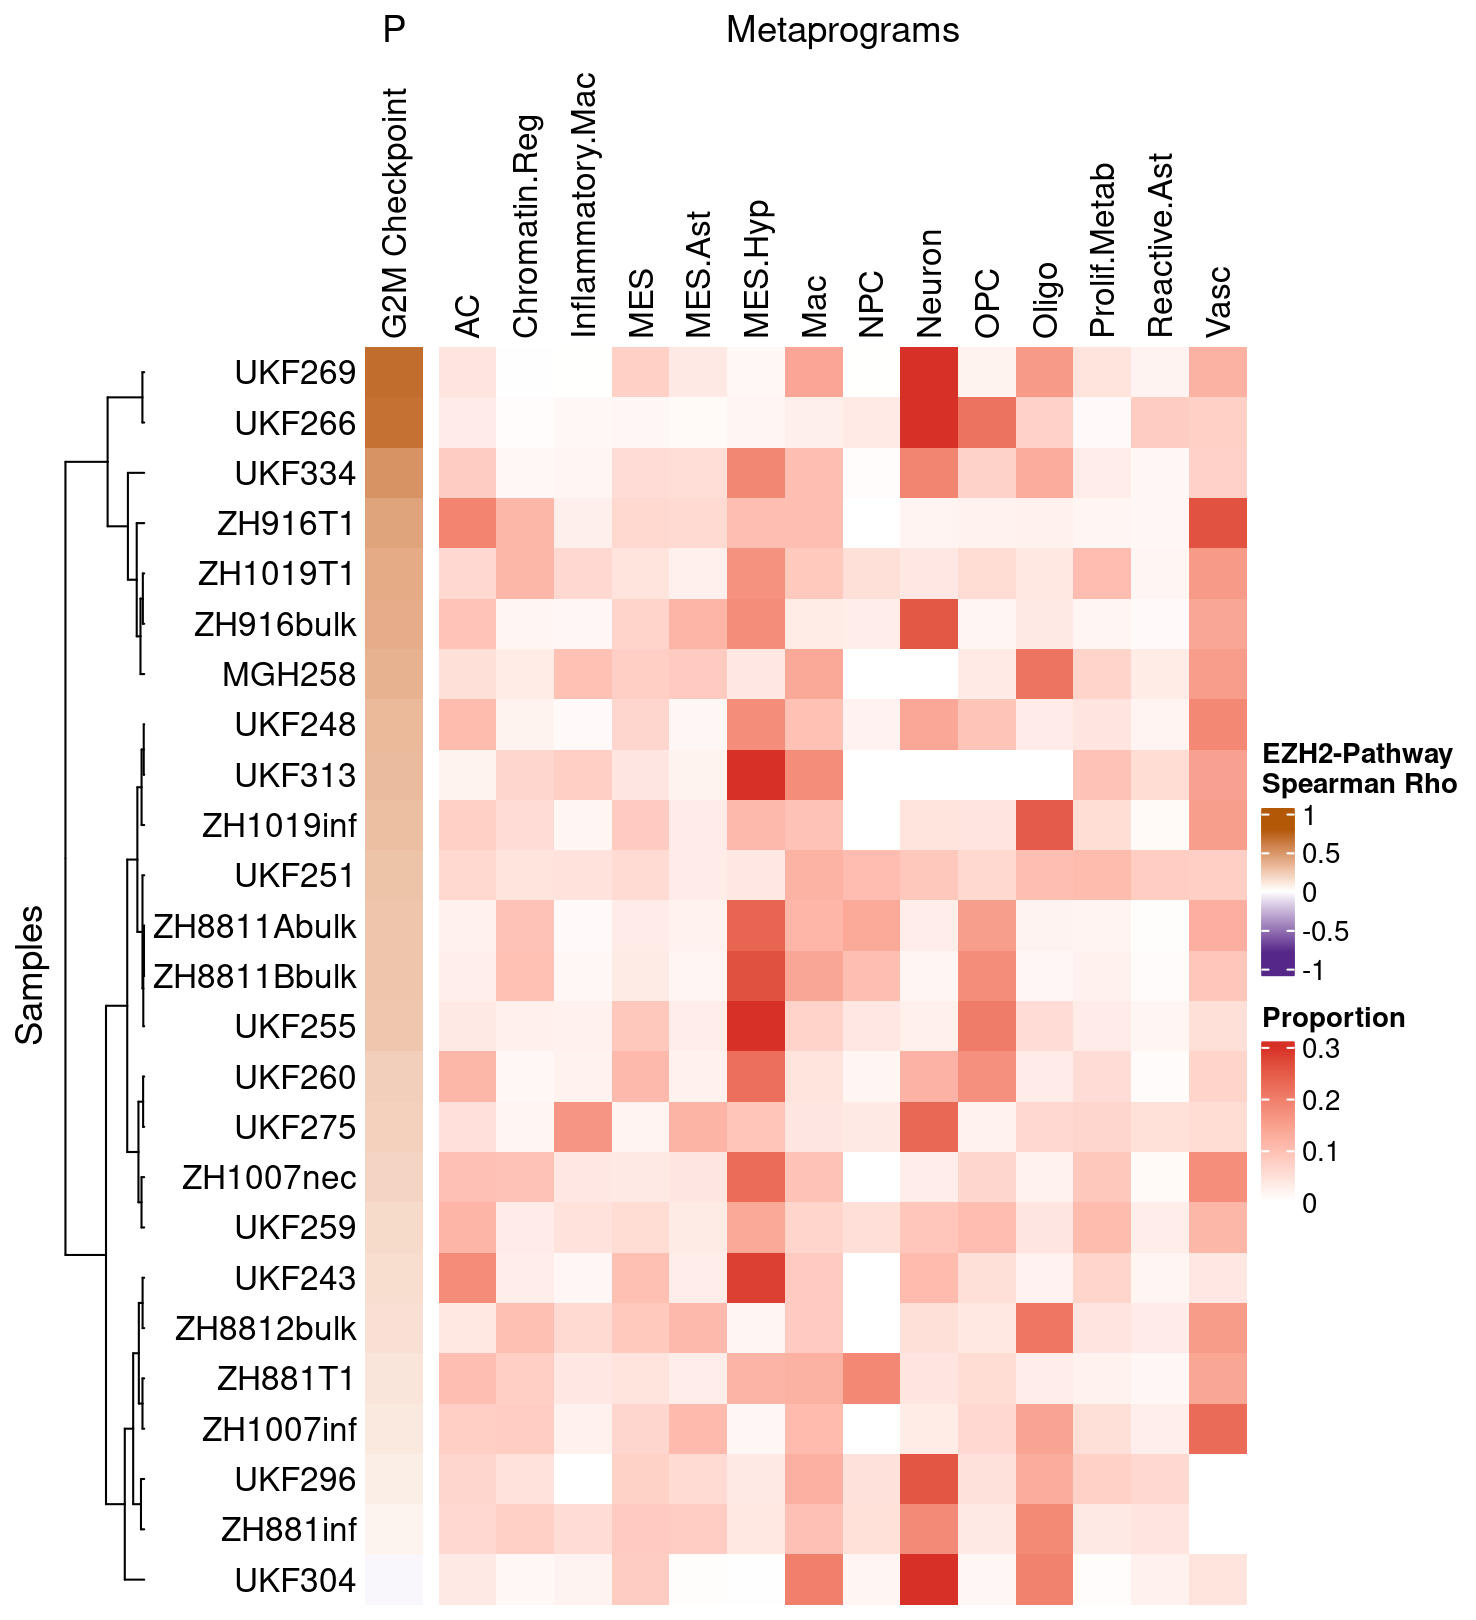 P
Metaprograms
G2M Checkpoint
AC
Chromatin.Reg
Inflammatory.Mac
MES
MES.Ast
MES.Hyp
Mac
NPC
Neuron
OPC
Oligo
Prolif.Metab
Reactive.Ast
Vasc
Samples
UKF269
UKF266
UKF334
ZH916T1
ZH1019T1
ZH916bulk
MGH258
UKF248
UKF313
ZH1019inf
UKF251
ZH8811Abulk
ZH8811Bbulk
UKF255
UKF260
UKF275
ZH1007nec
UKF259
UKF243
ZH8812bulk
ZH881T1
ZH1007inf
UKF296
ZH881inf
UKF304
EZH2-Pathway
Spearman Rho
1
0.5
0
-0.5
-1
Proportion
0.3
0.2
0.1
0